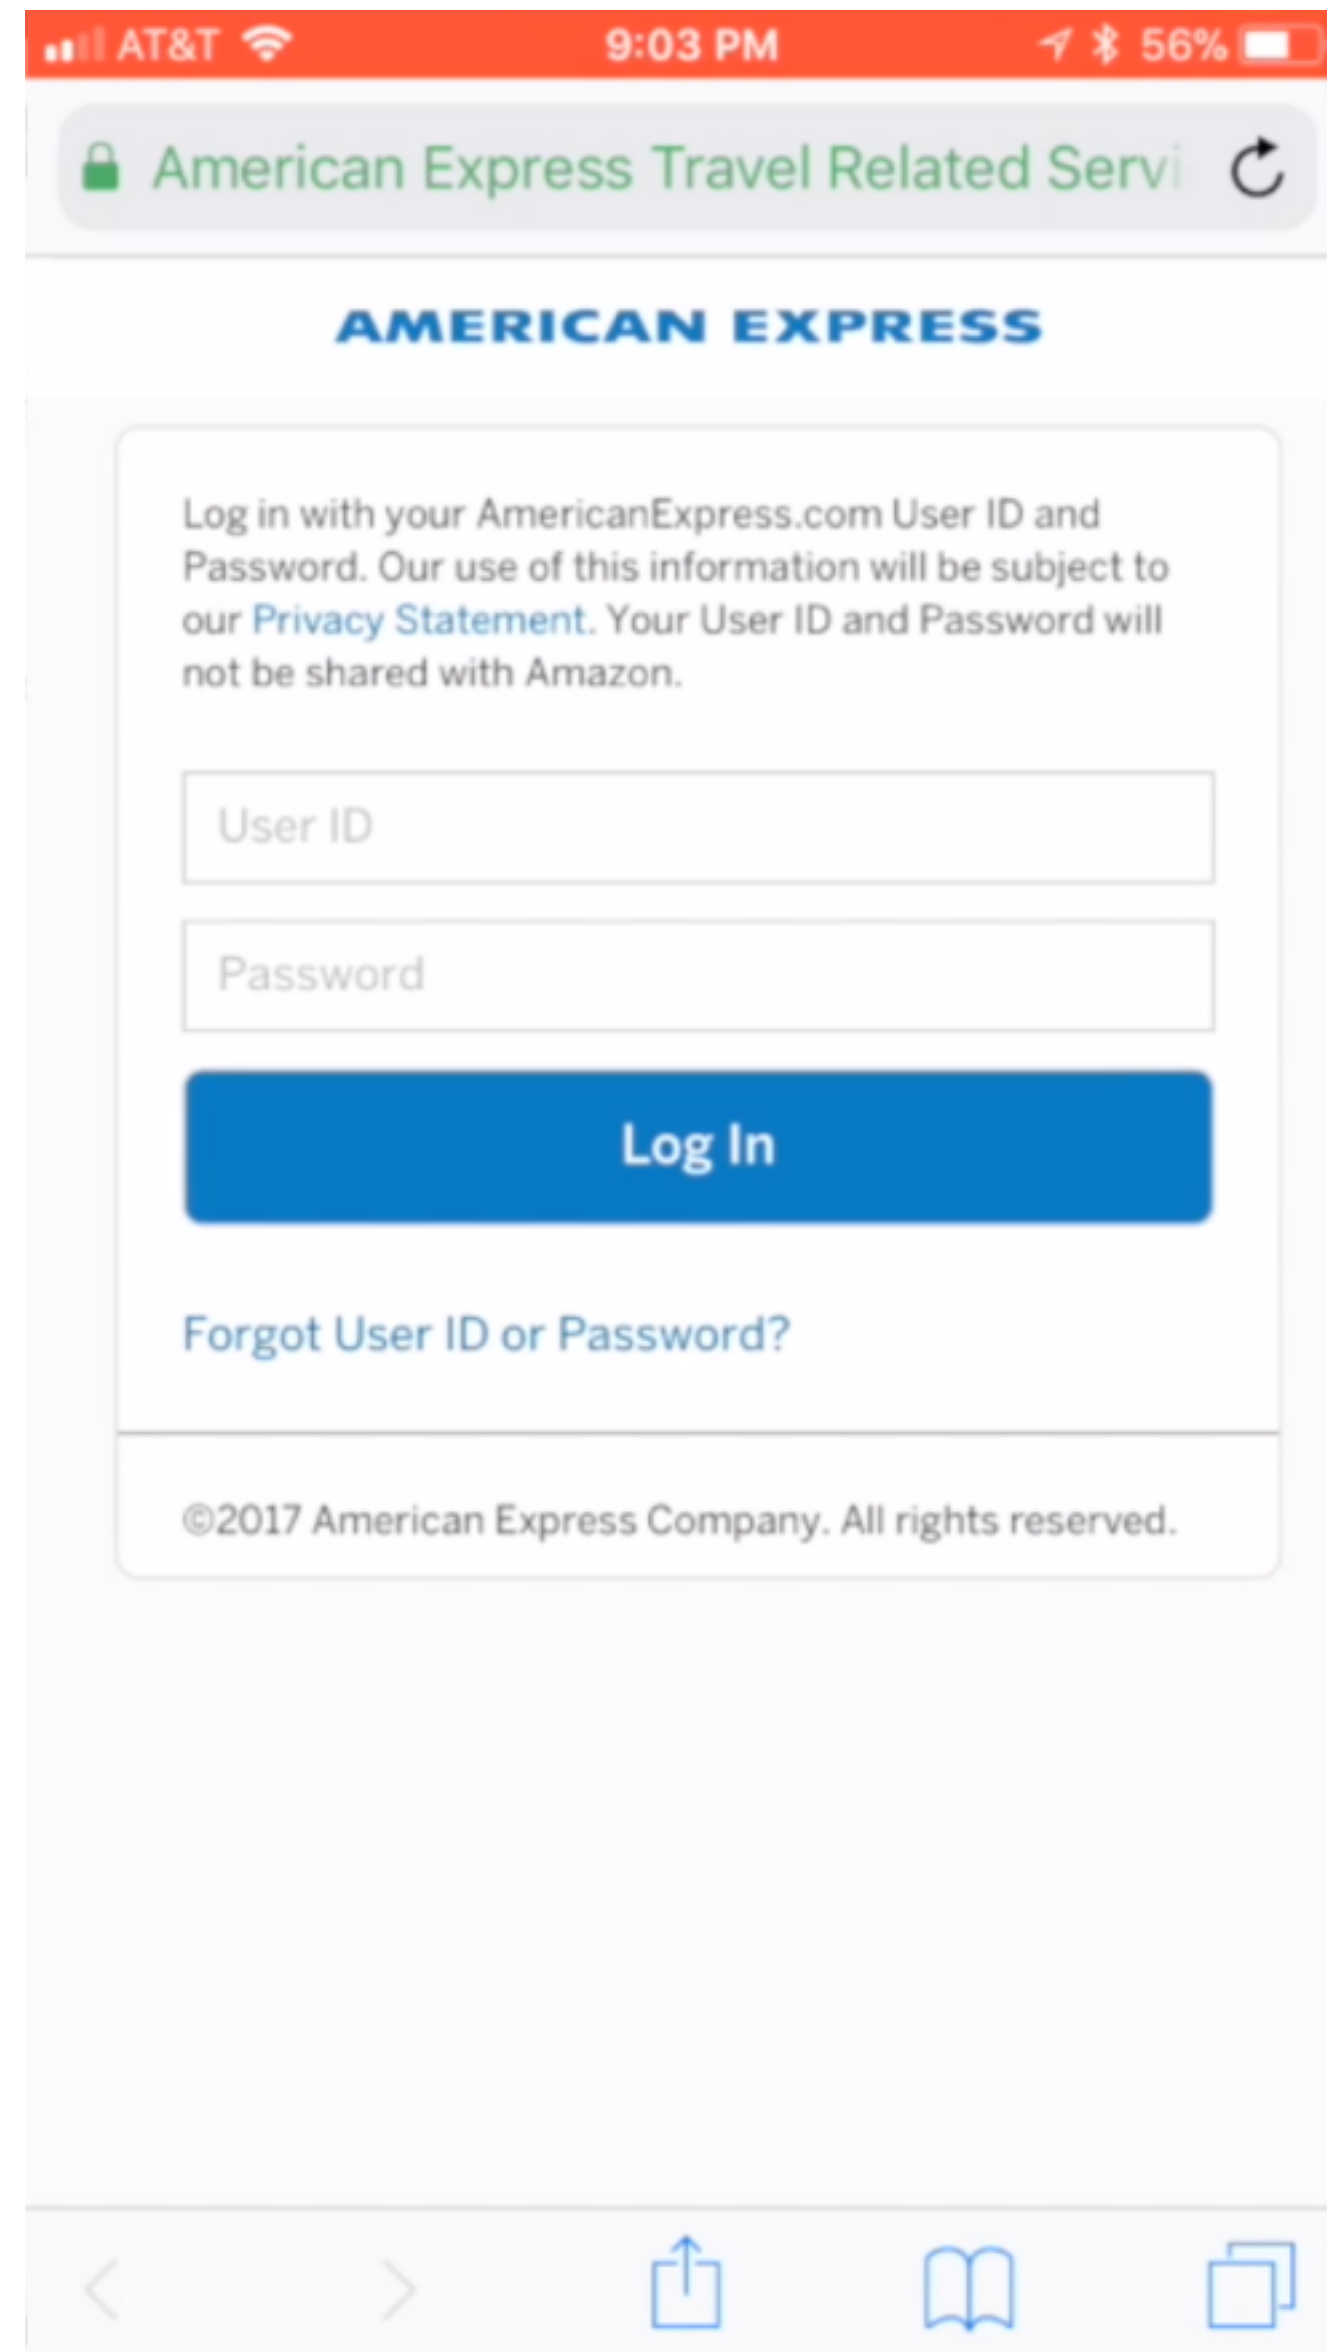 AT&T 9:03 PM 56%
American Express Travel Related Servi
AMERICAN EXPRESS
Log in with your AmericanExpress.com User ID and
Password. Our use of this information will be subject to
our Privacy Statement. Your User ID and Password will
not be shared with Amazon.
User ID
Password
Log In
Forgot User ID or Password?
©2017 American Express Company. All rights reserved.